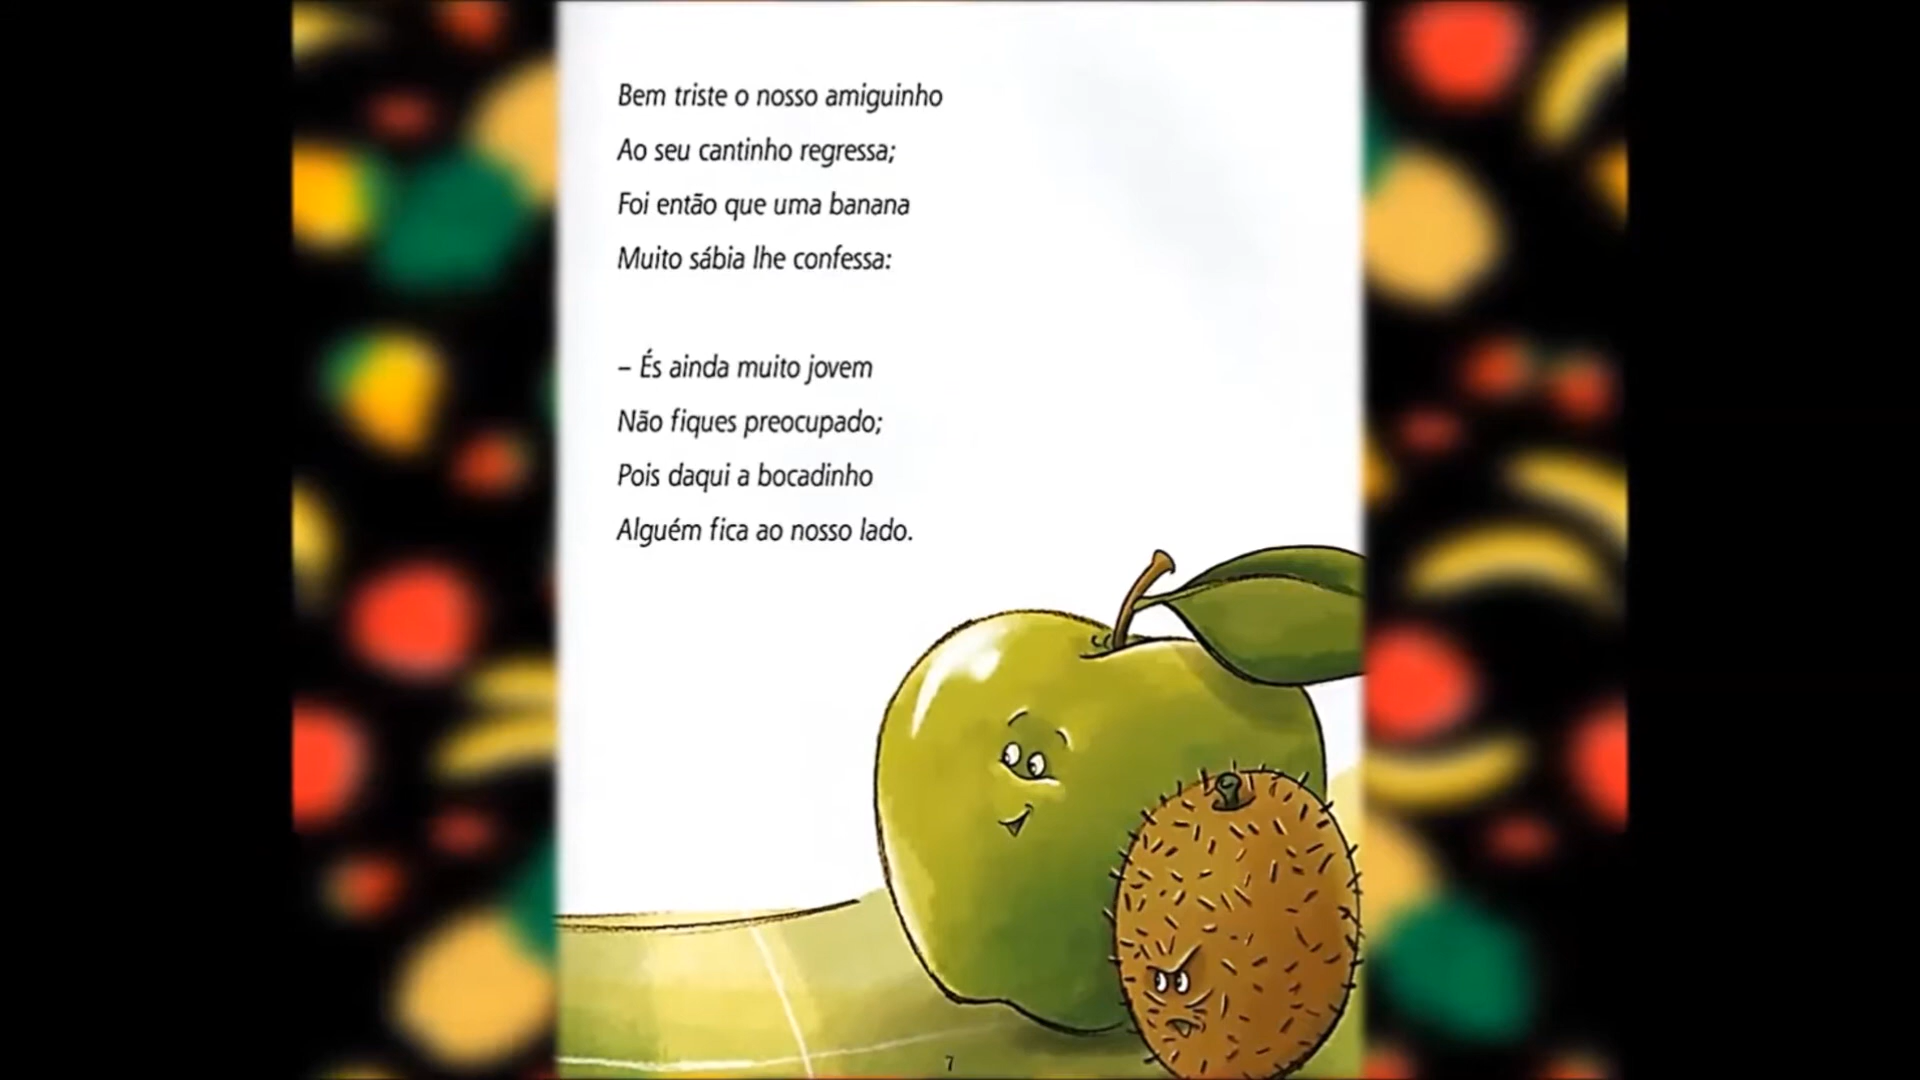 Bem triste o nosso amiguinho
Ao seu cantinho regressa;
Foi então que uma banana
Muito sábia lhe confessa:
– És ainda muito jovem
Não fiques preocupado;
Pois daqui a bocadinho
Alguém fica ao nosso lado.
7